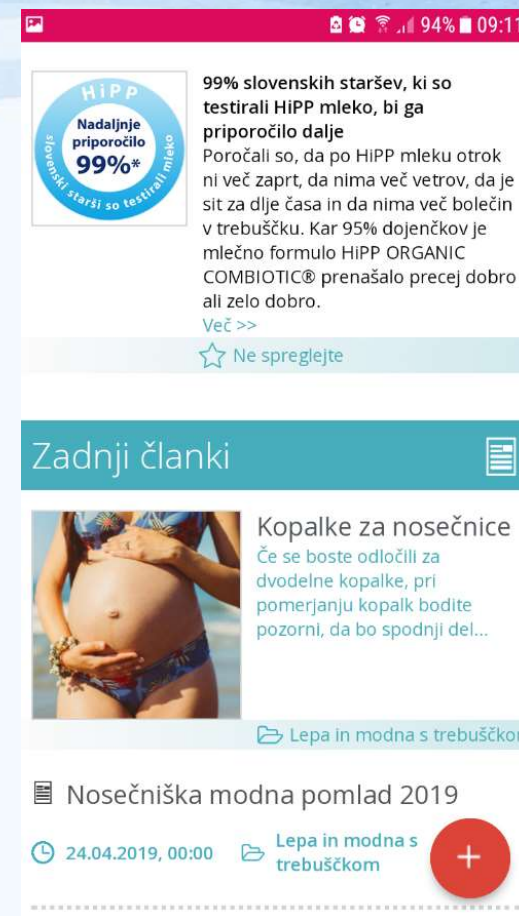 94% 09:11
HiPP
Nadaljnje
priporočilo
99%*
slovenski starši so testirali mleko
99% slovenskih staršev, ki so
testirali HiPP mleko, bi ga
priporočilo dalje
Poročali so, da po HiPP mleku otrok
ni več zaprt, da nima več vetrov, da je
sit za dlje časa in da nima več bolečin
v trebuščku. Kar 95% dojenčkov je
mlečno formulo HiPP ORGANIC
COMBIOTIC® prenašalo precej dobro
ali zelo dobro.
Več >>
Ne spreglejte
Zadnji članki
Kopalke za nosečnice
Če se boste odločili za
dvodelne kopalke, pri
pomerjanju kopalk bodite
pozorni, da bo spodnji del...
Lepa in modna s trebuščko
Nosečniška modna pomlad 2019
24.04.2019, 00:00
Lepa in modna s
trebuščkom